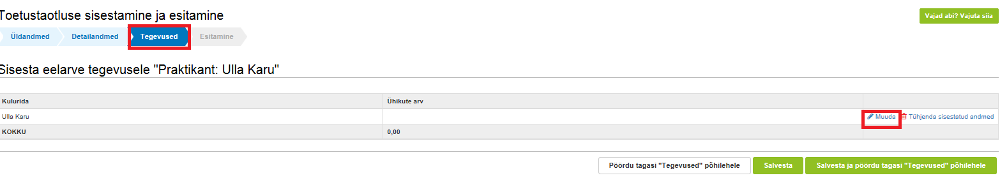 Toetustaotluse sisestamine ja esitamine
Vajad abi? Vajuta siia
Üldandmed Detailandmed Tegevused Esitamine
Sisesta eelarve tegevusele "Praktikant: Ulla Karu"
Kulurida Ühikute arv
Ulla Karu Muuda Tühjenda sisestatud andmed
KOKKU 0,00
Pöördu tagasi "Tegevused" põhilehele Salvesta Salvesta ja pöördu tagasi "Tegevused" põhilehele